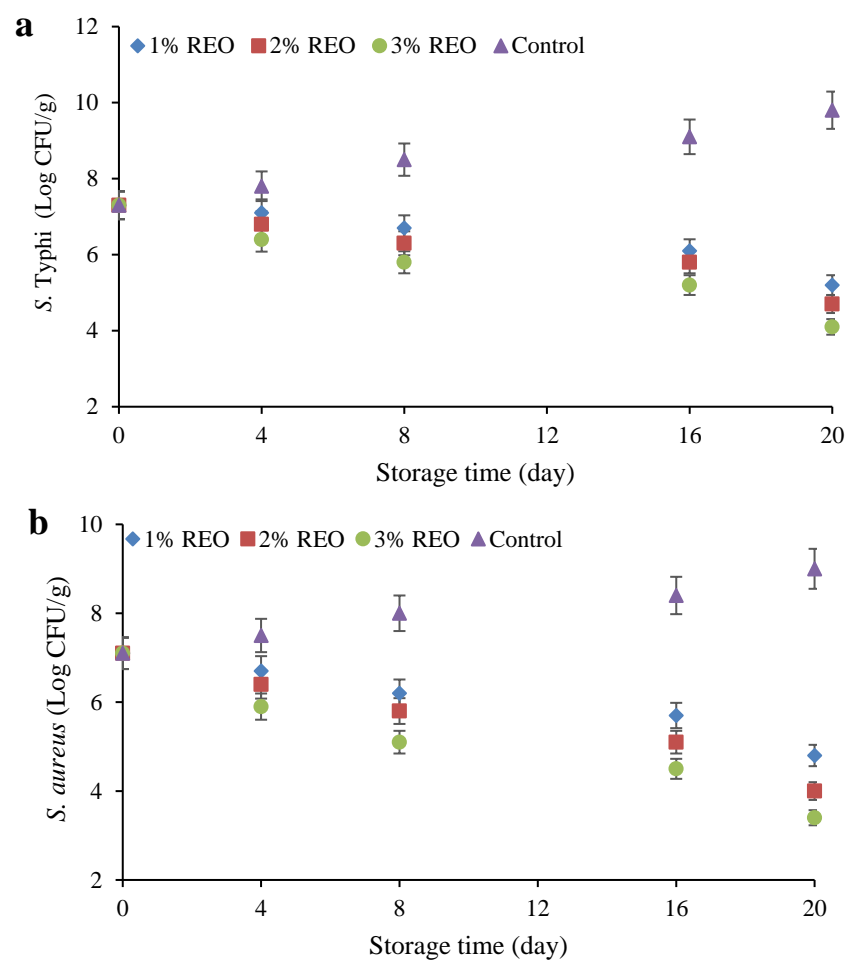 a
12
1% REO 2% REO 3% REO Control
10
8
6
4
2
S. Typhi (Log CFU/g)
0 4 8 12 16 20
Storage time (day)
b
10
1% REO 2% REO 3% REO Control
8
6
4
2
S. aureus (Log CFU/g)
0 4 8 12 16 20
Storage time (day)